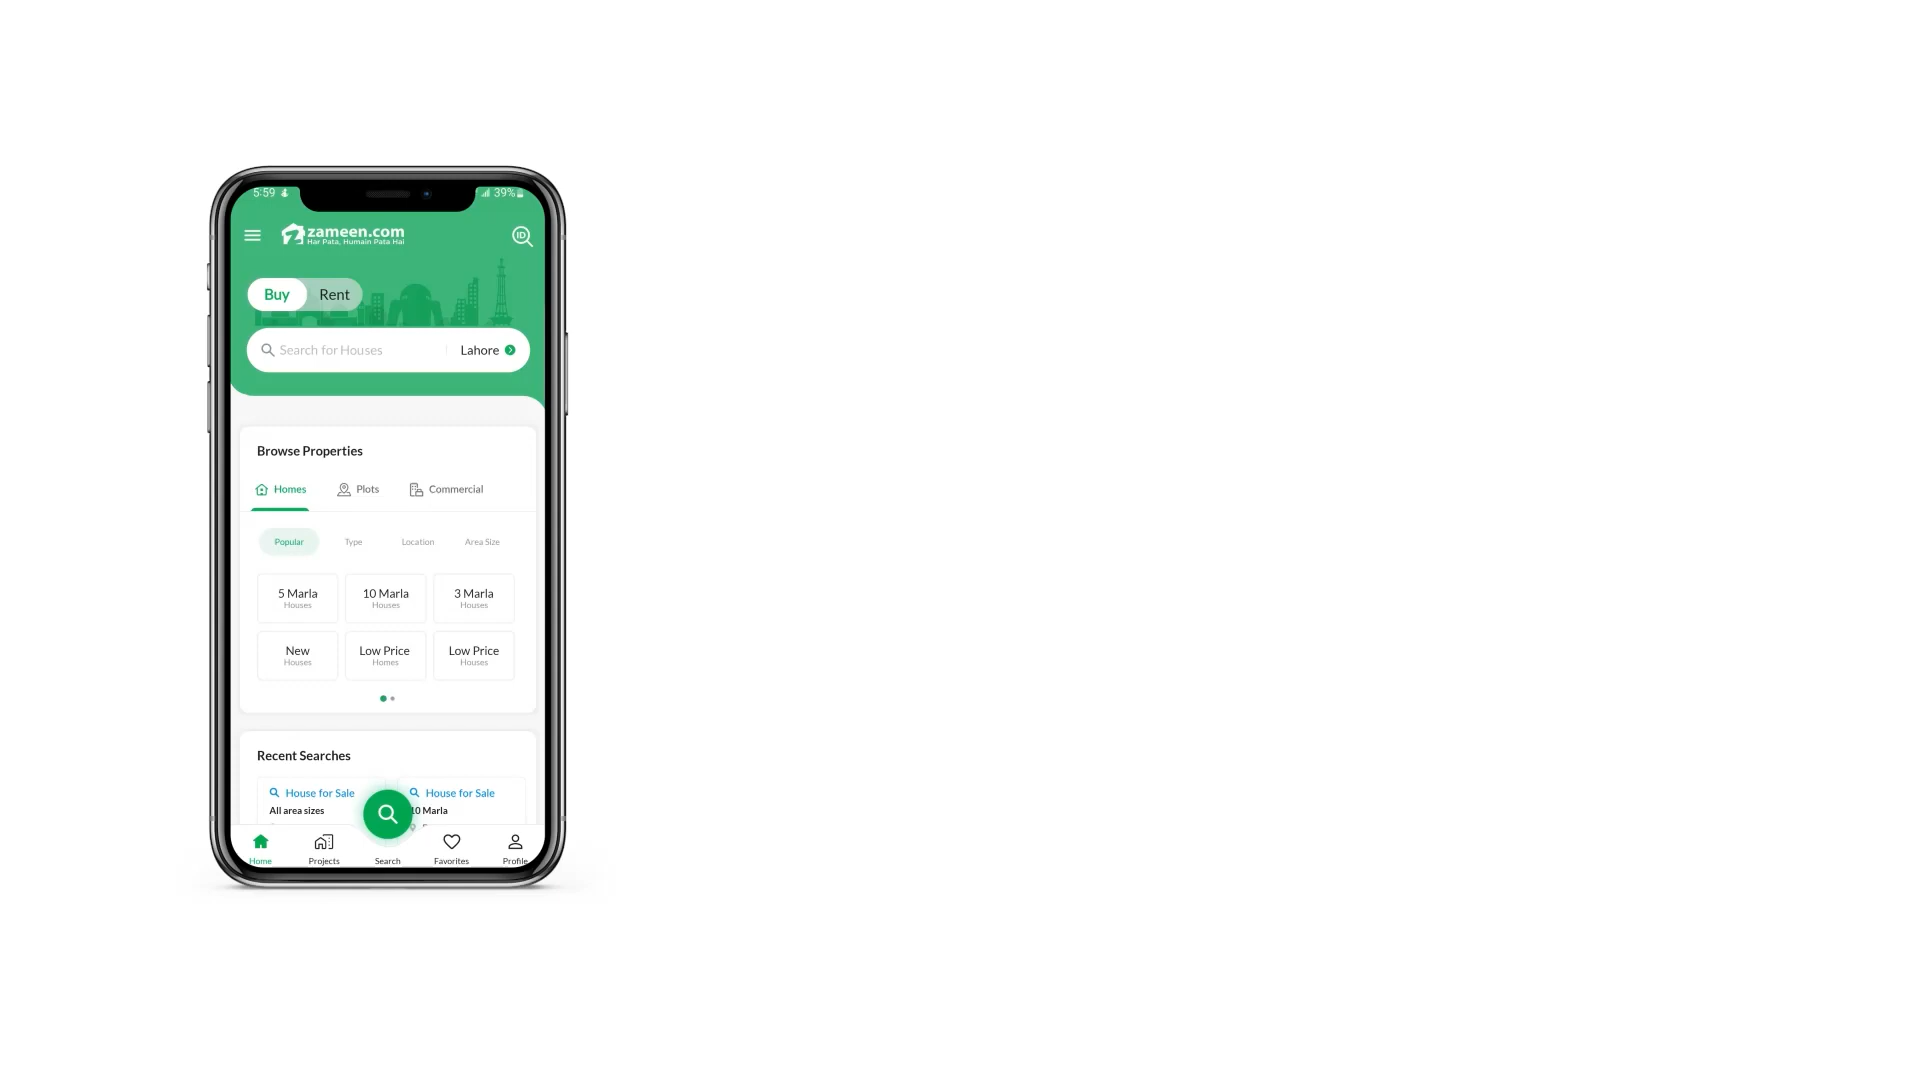 5:59
39%
zameen.com
Har Pata, Humain Pata Hai
ID
Buy Rent
Search for Houses Lahore
Browse Properties
Homes Plots Commercial
Popular Type Location Area Size
5 Marla 10 Marla 3 Marla
Houses Houses Houses
New Low Price Low Price
Houses Homes Houses
Recent Searches
House for Sale House for Sale
All area sizes 10 Marla
Home Projects Search Favorites Profile